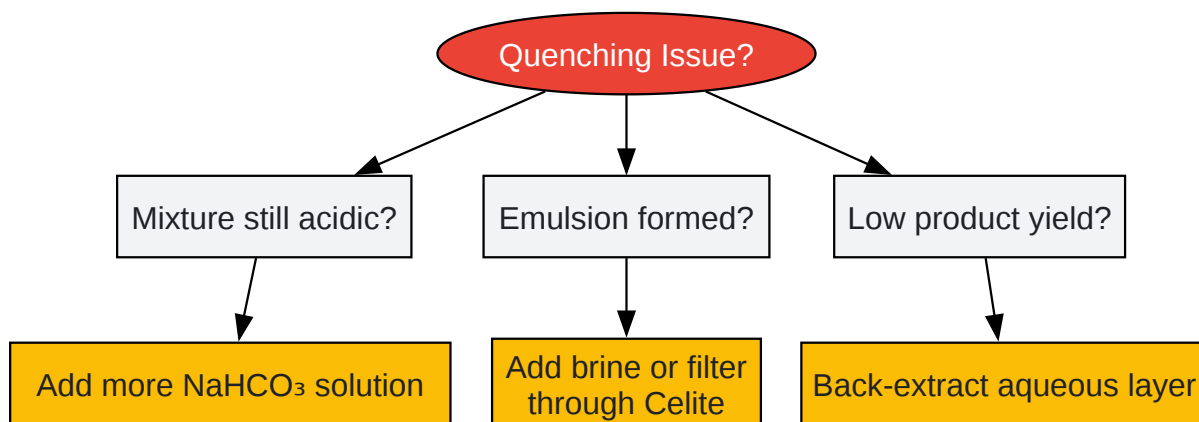 Quenching Issue?
Mixture still acidic?
Emulsion formed?
Low product yield?
Add more NaHCO₃ solution
Add brine or filter
through Celite
Back-extract aqueous layer